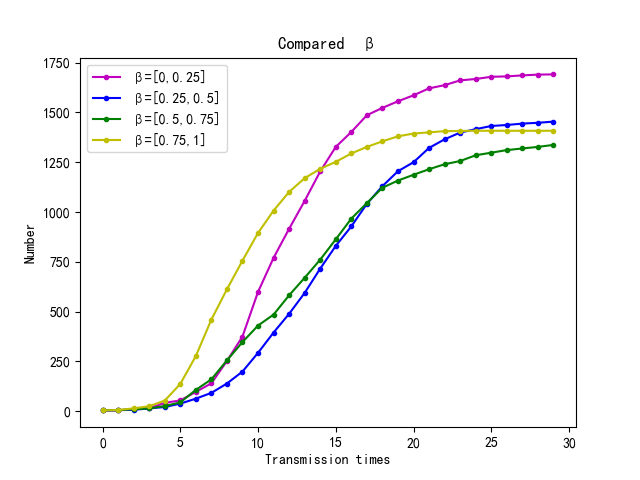 Compared β
β=[0,0.25]
β=[0.25,0.5]
β=[0.5,0.75]
β=[0.75,1]
1750
1500
1250
1000
750
500
250
0
Number
0 5 10 15 20 25 30
Transmission times